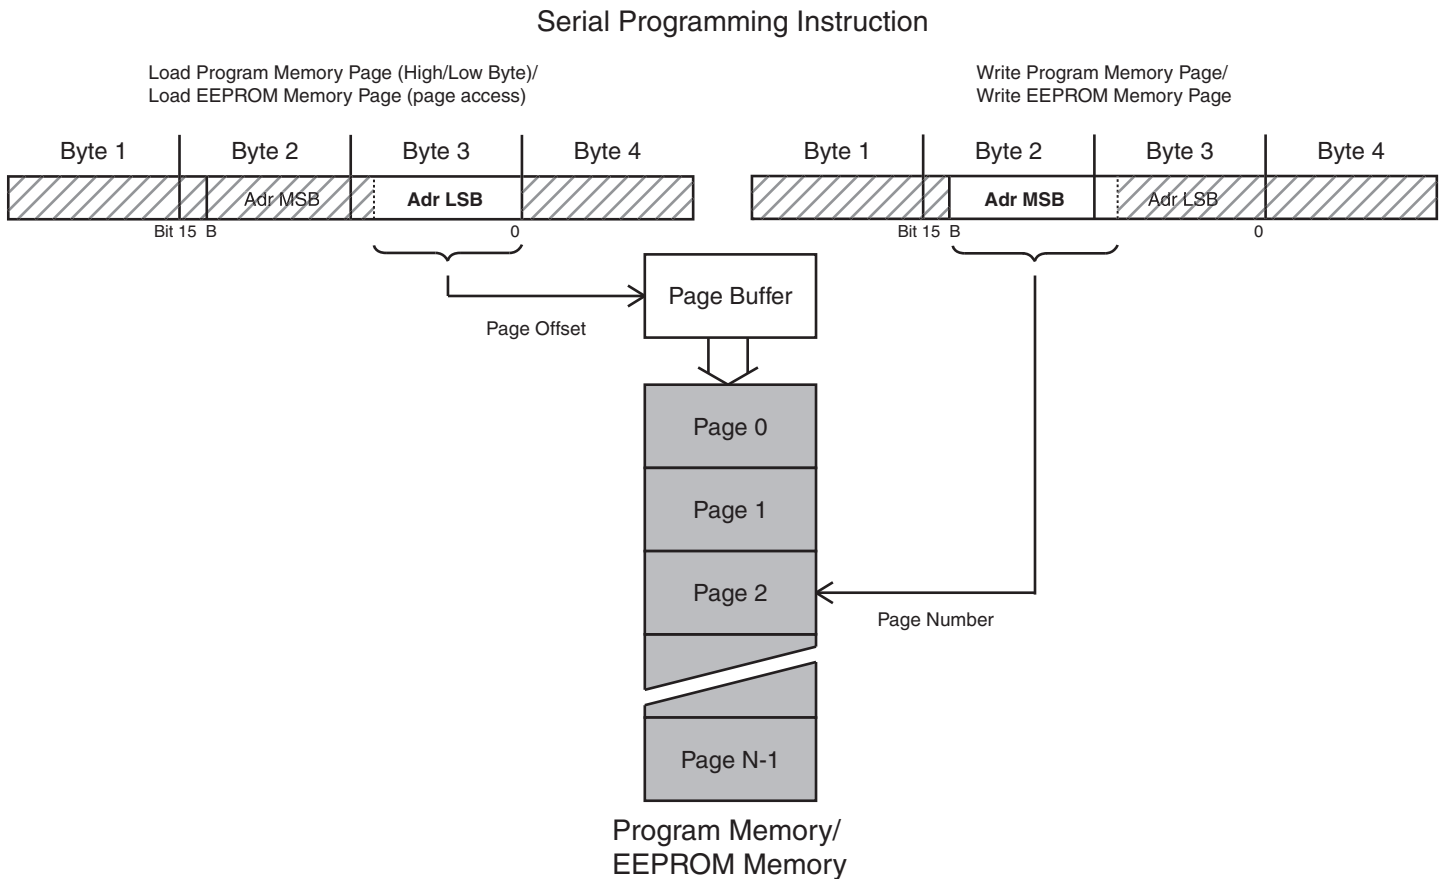 Serial Programming Instruction
Load Program Memory Page (High/Low Byte)/
Load EEPROM Memory Page (page access)
Write Program Memory Page/
Write EEPROM Memory Page
Byte 1
Byte 2
Byte 3
Byte 4
Byte 1
Byte 2
Byte 3
Byte 4
Adr MSB
Adr LSB
Adr MSB
Adr LSB
Bit 15 B
0
Bit 15 B
0
Page Buffer
Page Offset
Page 0
Page 1
Page 2
Page Number
Page N-1
Program Memory/
EEPROM Memory